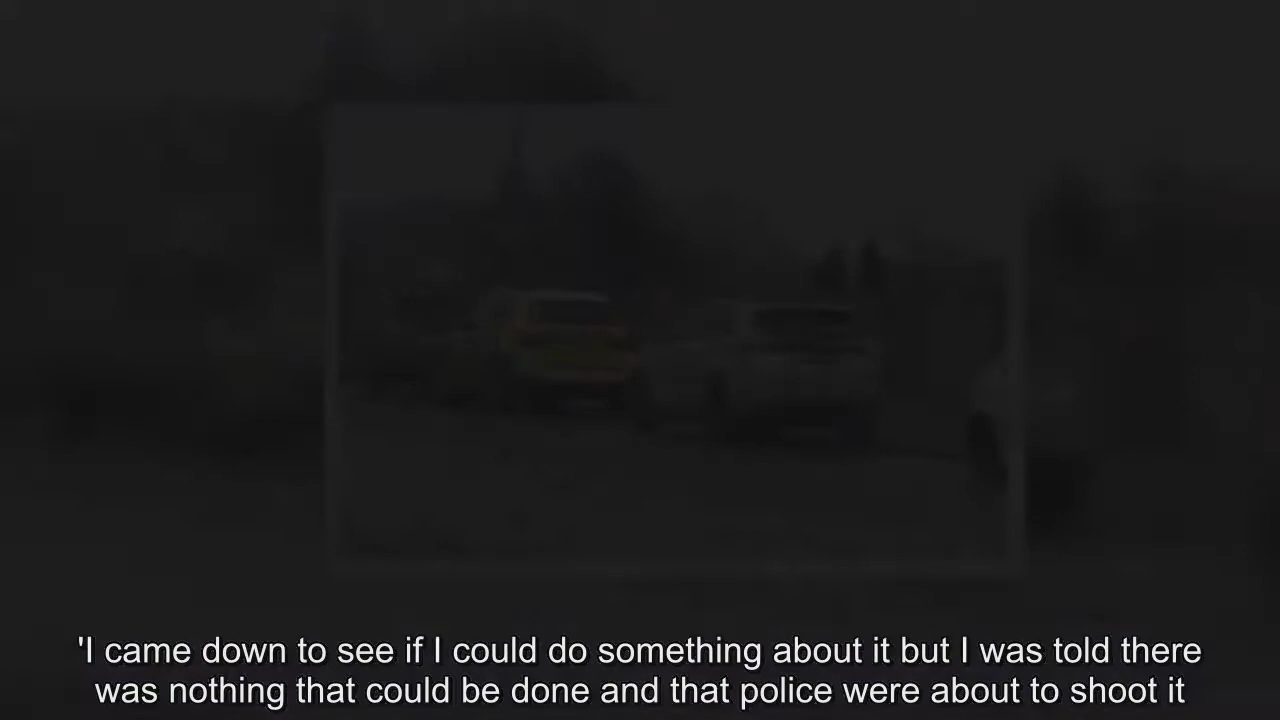 'I came down to see if I could do something about it but I was told there
was nothing that could be done and that police were about to shoot it